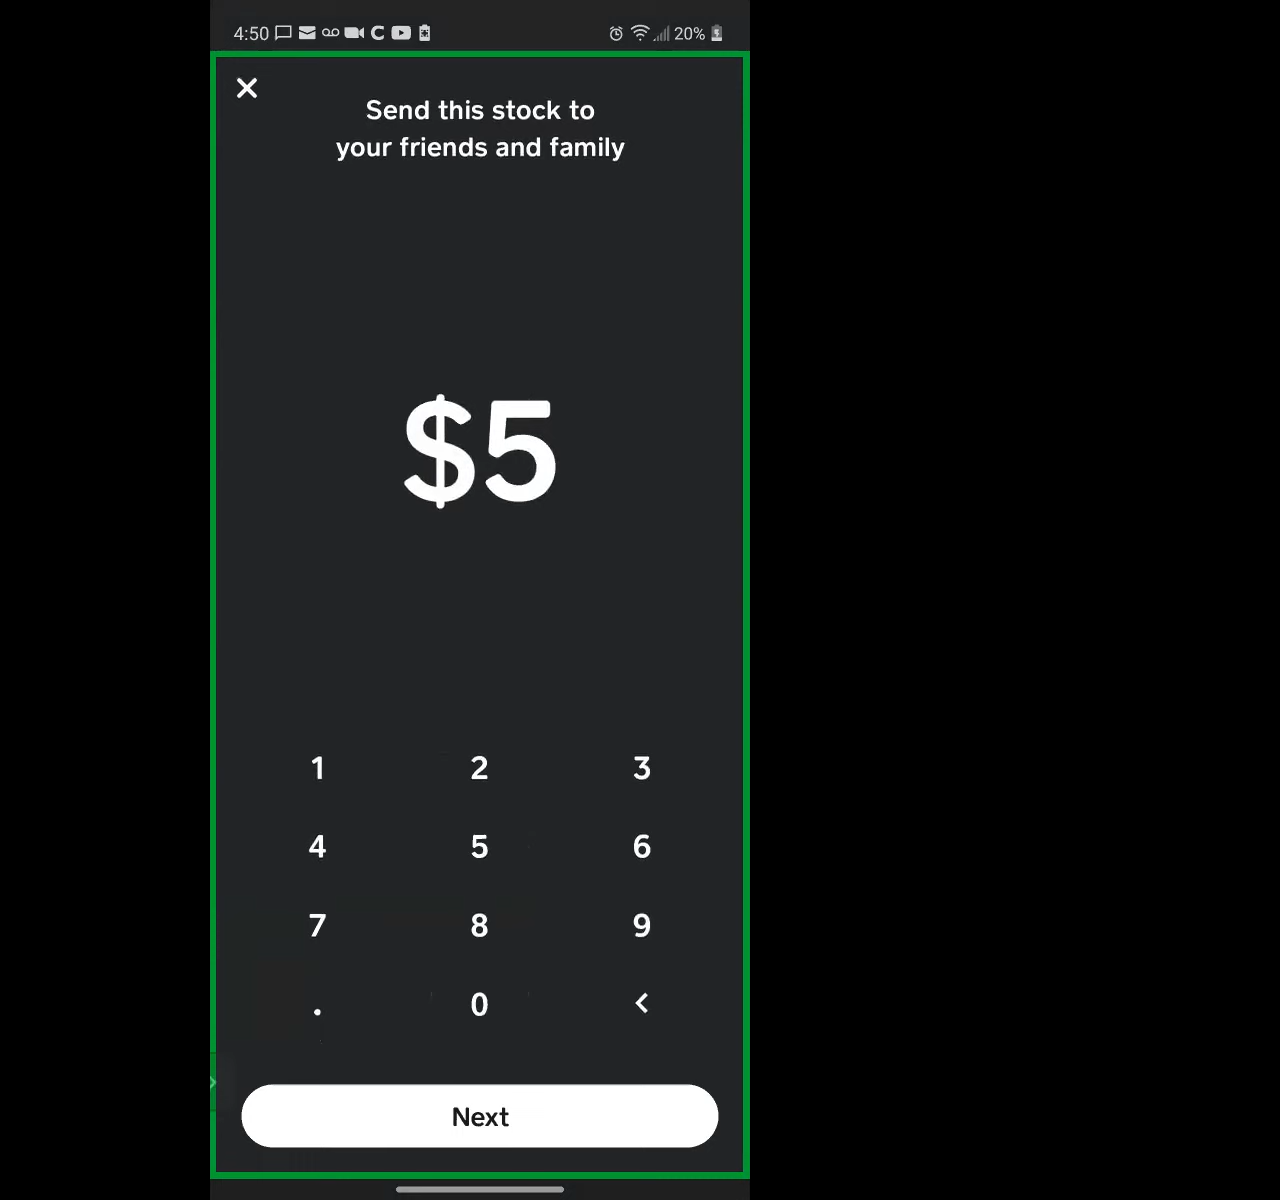 4:50 20%
Send this stock to
your friends and family
$5
1 2 3
4 5 6
7 8 9
. 0 <
Next